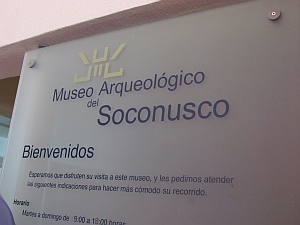 Museo Arqueológico
del
Soconusco
Bienvenidos
Esperamos que disfruten su visita a este museo, y les pedimos atender
las siguientes indicaciones para hacer más cómodo su recorrido.
Horario
Martes a domingo de 9:00 a 18:00 horas